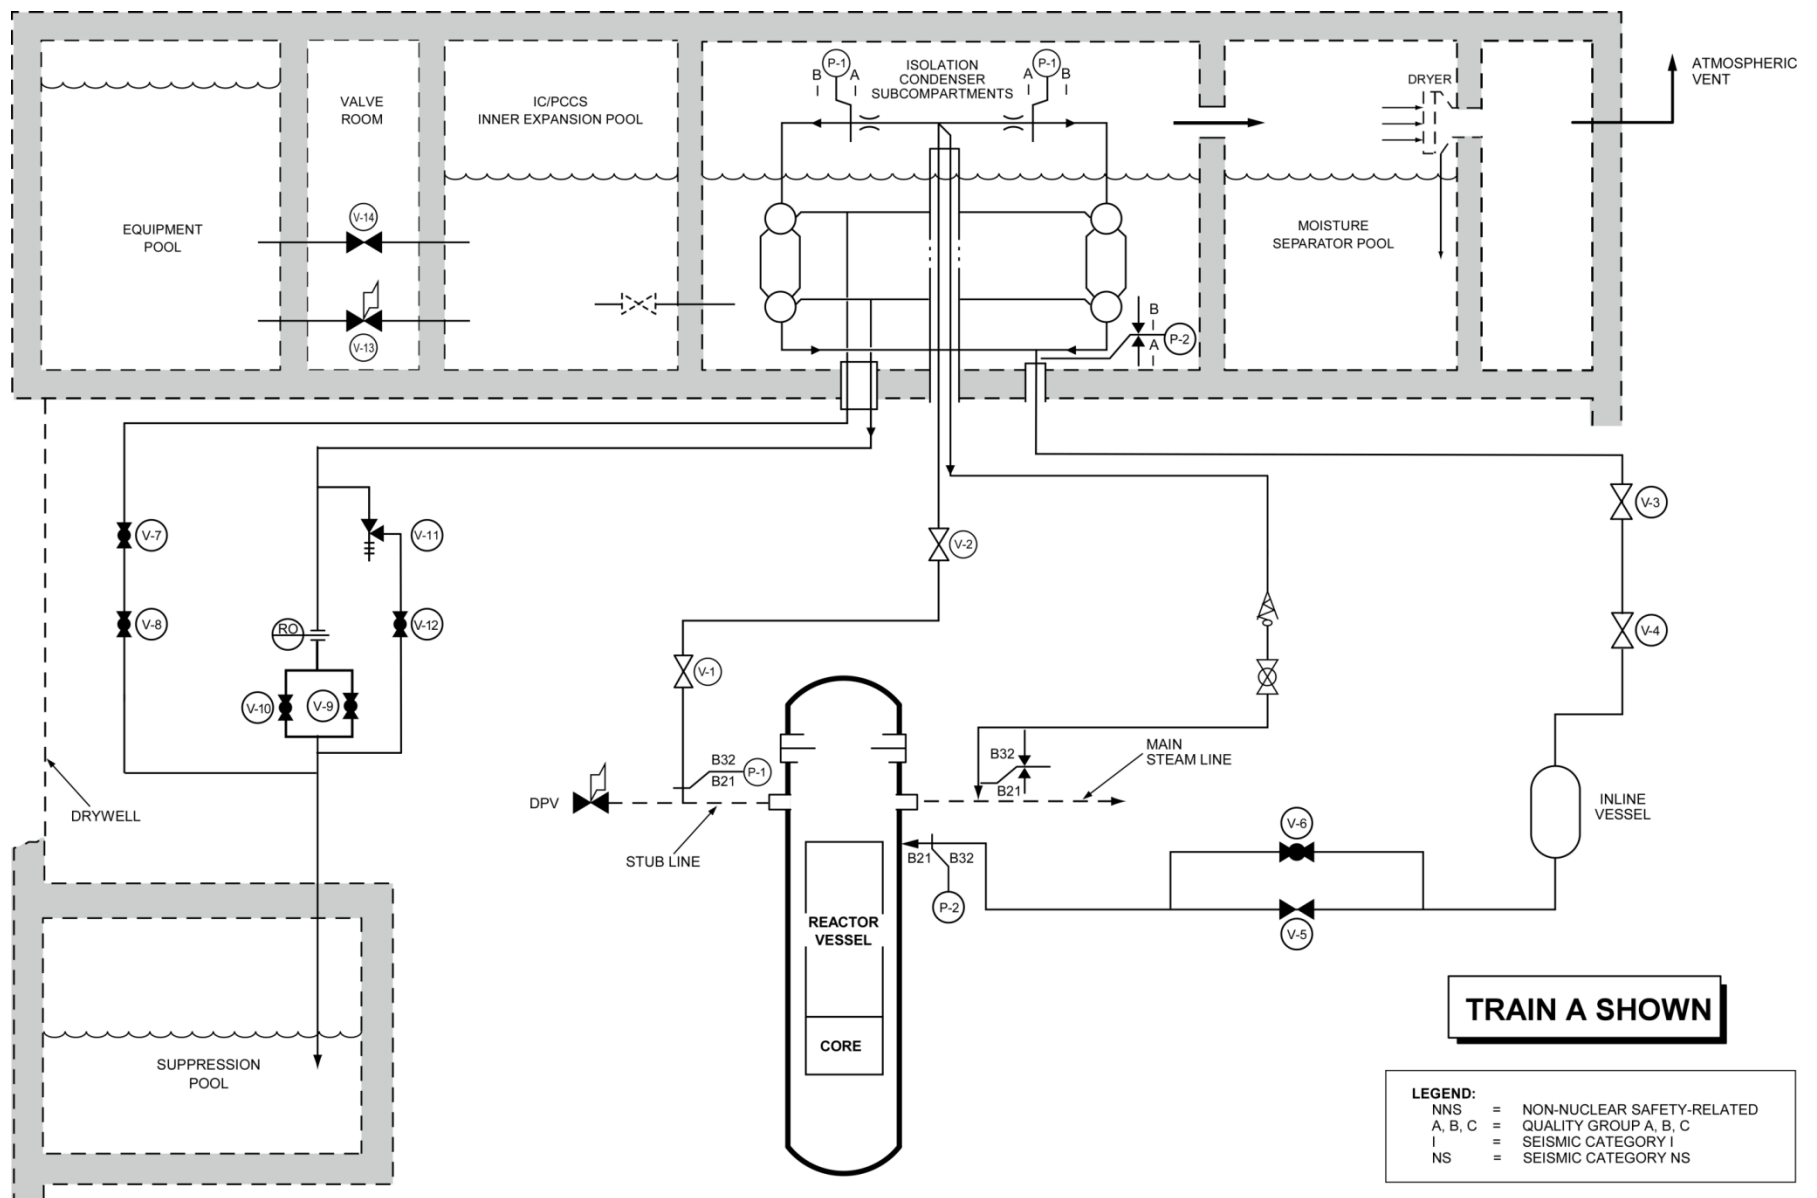 P-1
P-1
B
A
A
B
I
I
I
I
ISOLATION
CONDENSER
SUBCOMPARTMENTS
ATMOSPHERIC
VENT
DRYER
VALVE
ROOM
IC/PCCS
INNER EXPANSION POOL
V-14
EQUIPMENT
POOL
MOISTURE
SEPARATOR POOL
V-13
B
I
P-2
A
I
V-3
V-7
V-11
V-2
V-8
RO
V-12
V-4
V-1
V-10
V-9
MAIN
STEAM LINE
B32
B21
P-1
B32
B21
DPV
DRYWELL
INLINE
VESSEL
STUB LINE
V-6
B21
B32
P-2
V-5
REACTOR
VESSEL
CORE
SUPPRESSION
POOL
TRAIN A SHOWN
LEGEND:
NNS = NON-NUCLEAR SAFETY-RELATED
A, B, C = QUALITY GROUP A, B, C
I = SEISMIC CATEGORY I
NS = SEISMIC CATEGORY NS